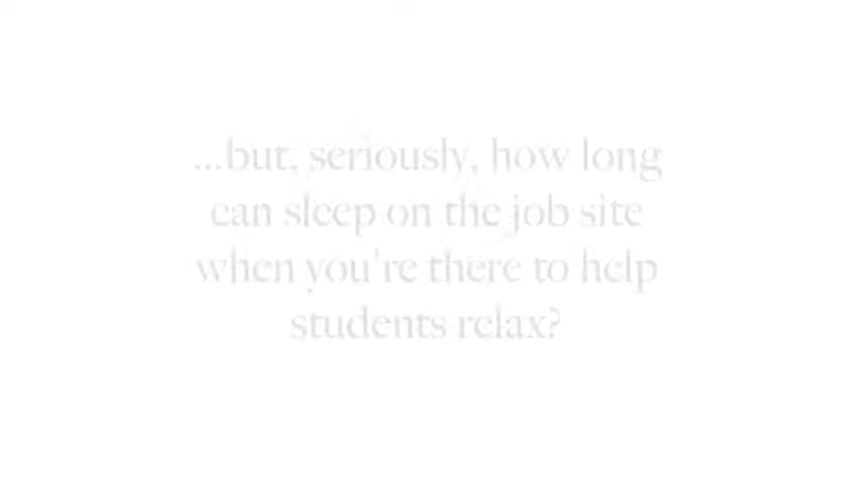 ...but, seriously, how long
can sleep on the job site
when you're there to help
students relax?